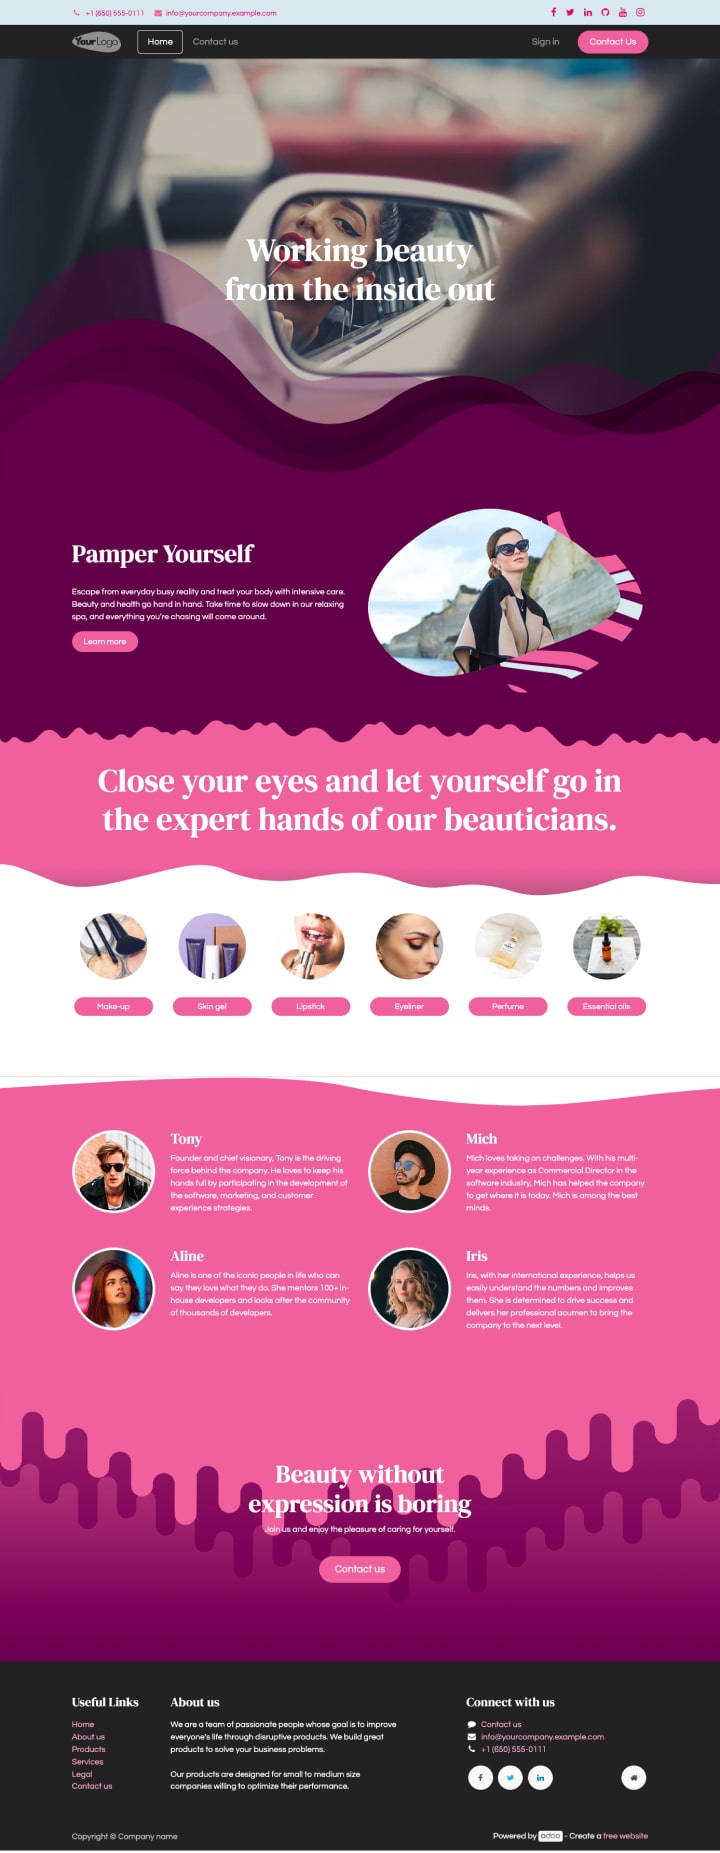 +1 (650) 555-0111 info@yourcompany.example.com
YourLogo Home Contact us Sign in Contact Us
Working beauty
from the inside out
Pamper Yourself
Escape from everyday busy reality and treat your body with intensive care.
Beauty and health go hand in hand. Take time to slow down in our relaxing
spa, and everything you're chasing will come around.
Learn more
Close your eyes and let yourself go in
the expert hands of our beauticians.
Make-up Skin gel Lipstick Eyeliner Perfume Essential oils
Tony
Founder and chief visionary, Tony is the driving
force behind the company. He loves to keep his
hands full by participating in the development of
the software, marketing, and customer
experience strategies.
Mich
Mich loves taking on challenges. With his multi-
year experience as Commercial Director in the
software industry, Mich has helped the company
to get where it is today. Mich is among the best
minds.
Aline
Aline is one of the iconic people in life who can
say they love what they do. She mentors 100+ in-
house developers and looks after the community
of thousands of developers.
Iris
Iris, with her international experience, helps us
easily understand the numbers and improves
them. She is determined to drive success and
delivers her professional acumen to bring the
company to the next level.
Beauty without
expression is boring
Join us and enjoy the pleasure of caring for yourself.
Contact us
Useful Links
Home
About us
Products
Services
Legal
Contact us
About us
We are a team of passionate people whose goal is to improve
everyone's life through disruptive products. We build great
products to solve your business problems.
Our products are designed for small to medium size
companies willing to optimize their performance.
Connect with us
Contact us
info@yourcompany.example.com
+1 (650) 555-0111
Copyright © Company name
Powered by odoo - Create a free website